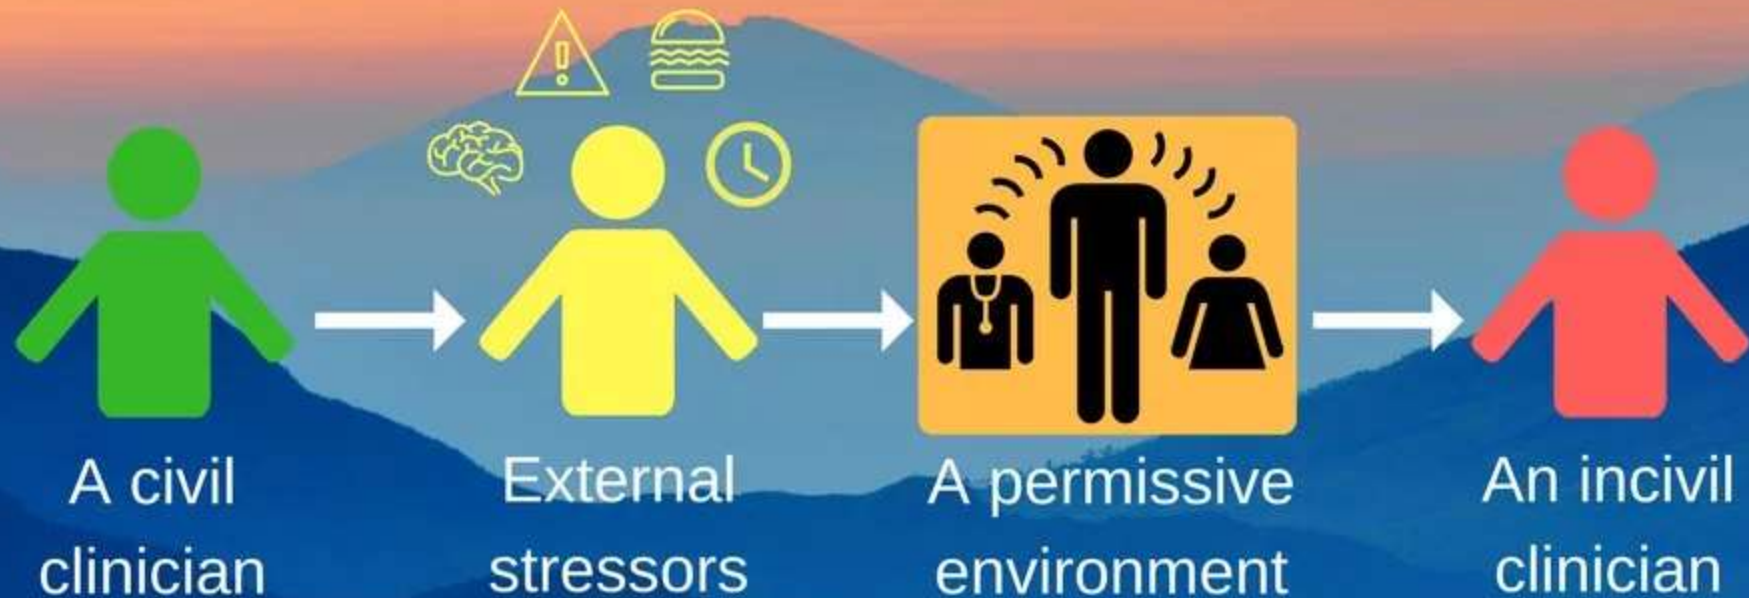 A civil
clinician
External
stressors
A permissive
environment
An incivil
clinician